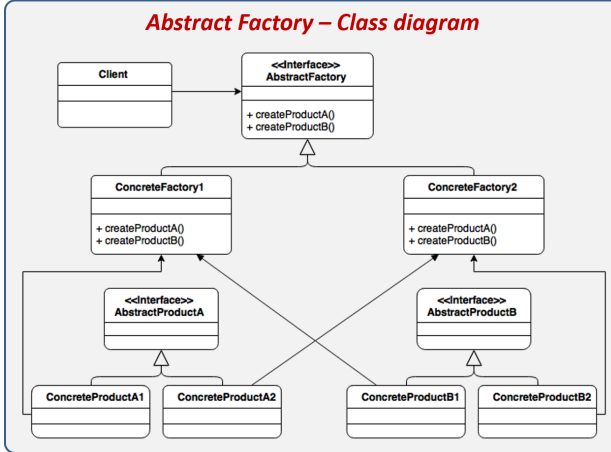 Abstract Factory – Class diagram
Client
<<Interface>>
AbstractFactory
+ createProductA()
+ createProductB()
ConcreteFactory1
+ createProductA()
+ createProductB()
ConcreteFactory2
+ createProductA()
+ createProductB()
<<Interface>>
AbstractProductA
<<Interface>>
AbstractProductB
ConcreteProductA1
ConcreteProductA2
ConcreteProductB1
ConcreteProductB2